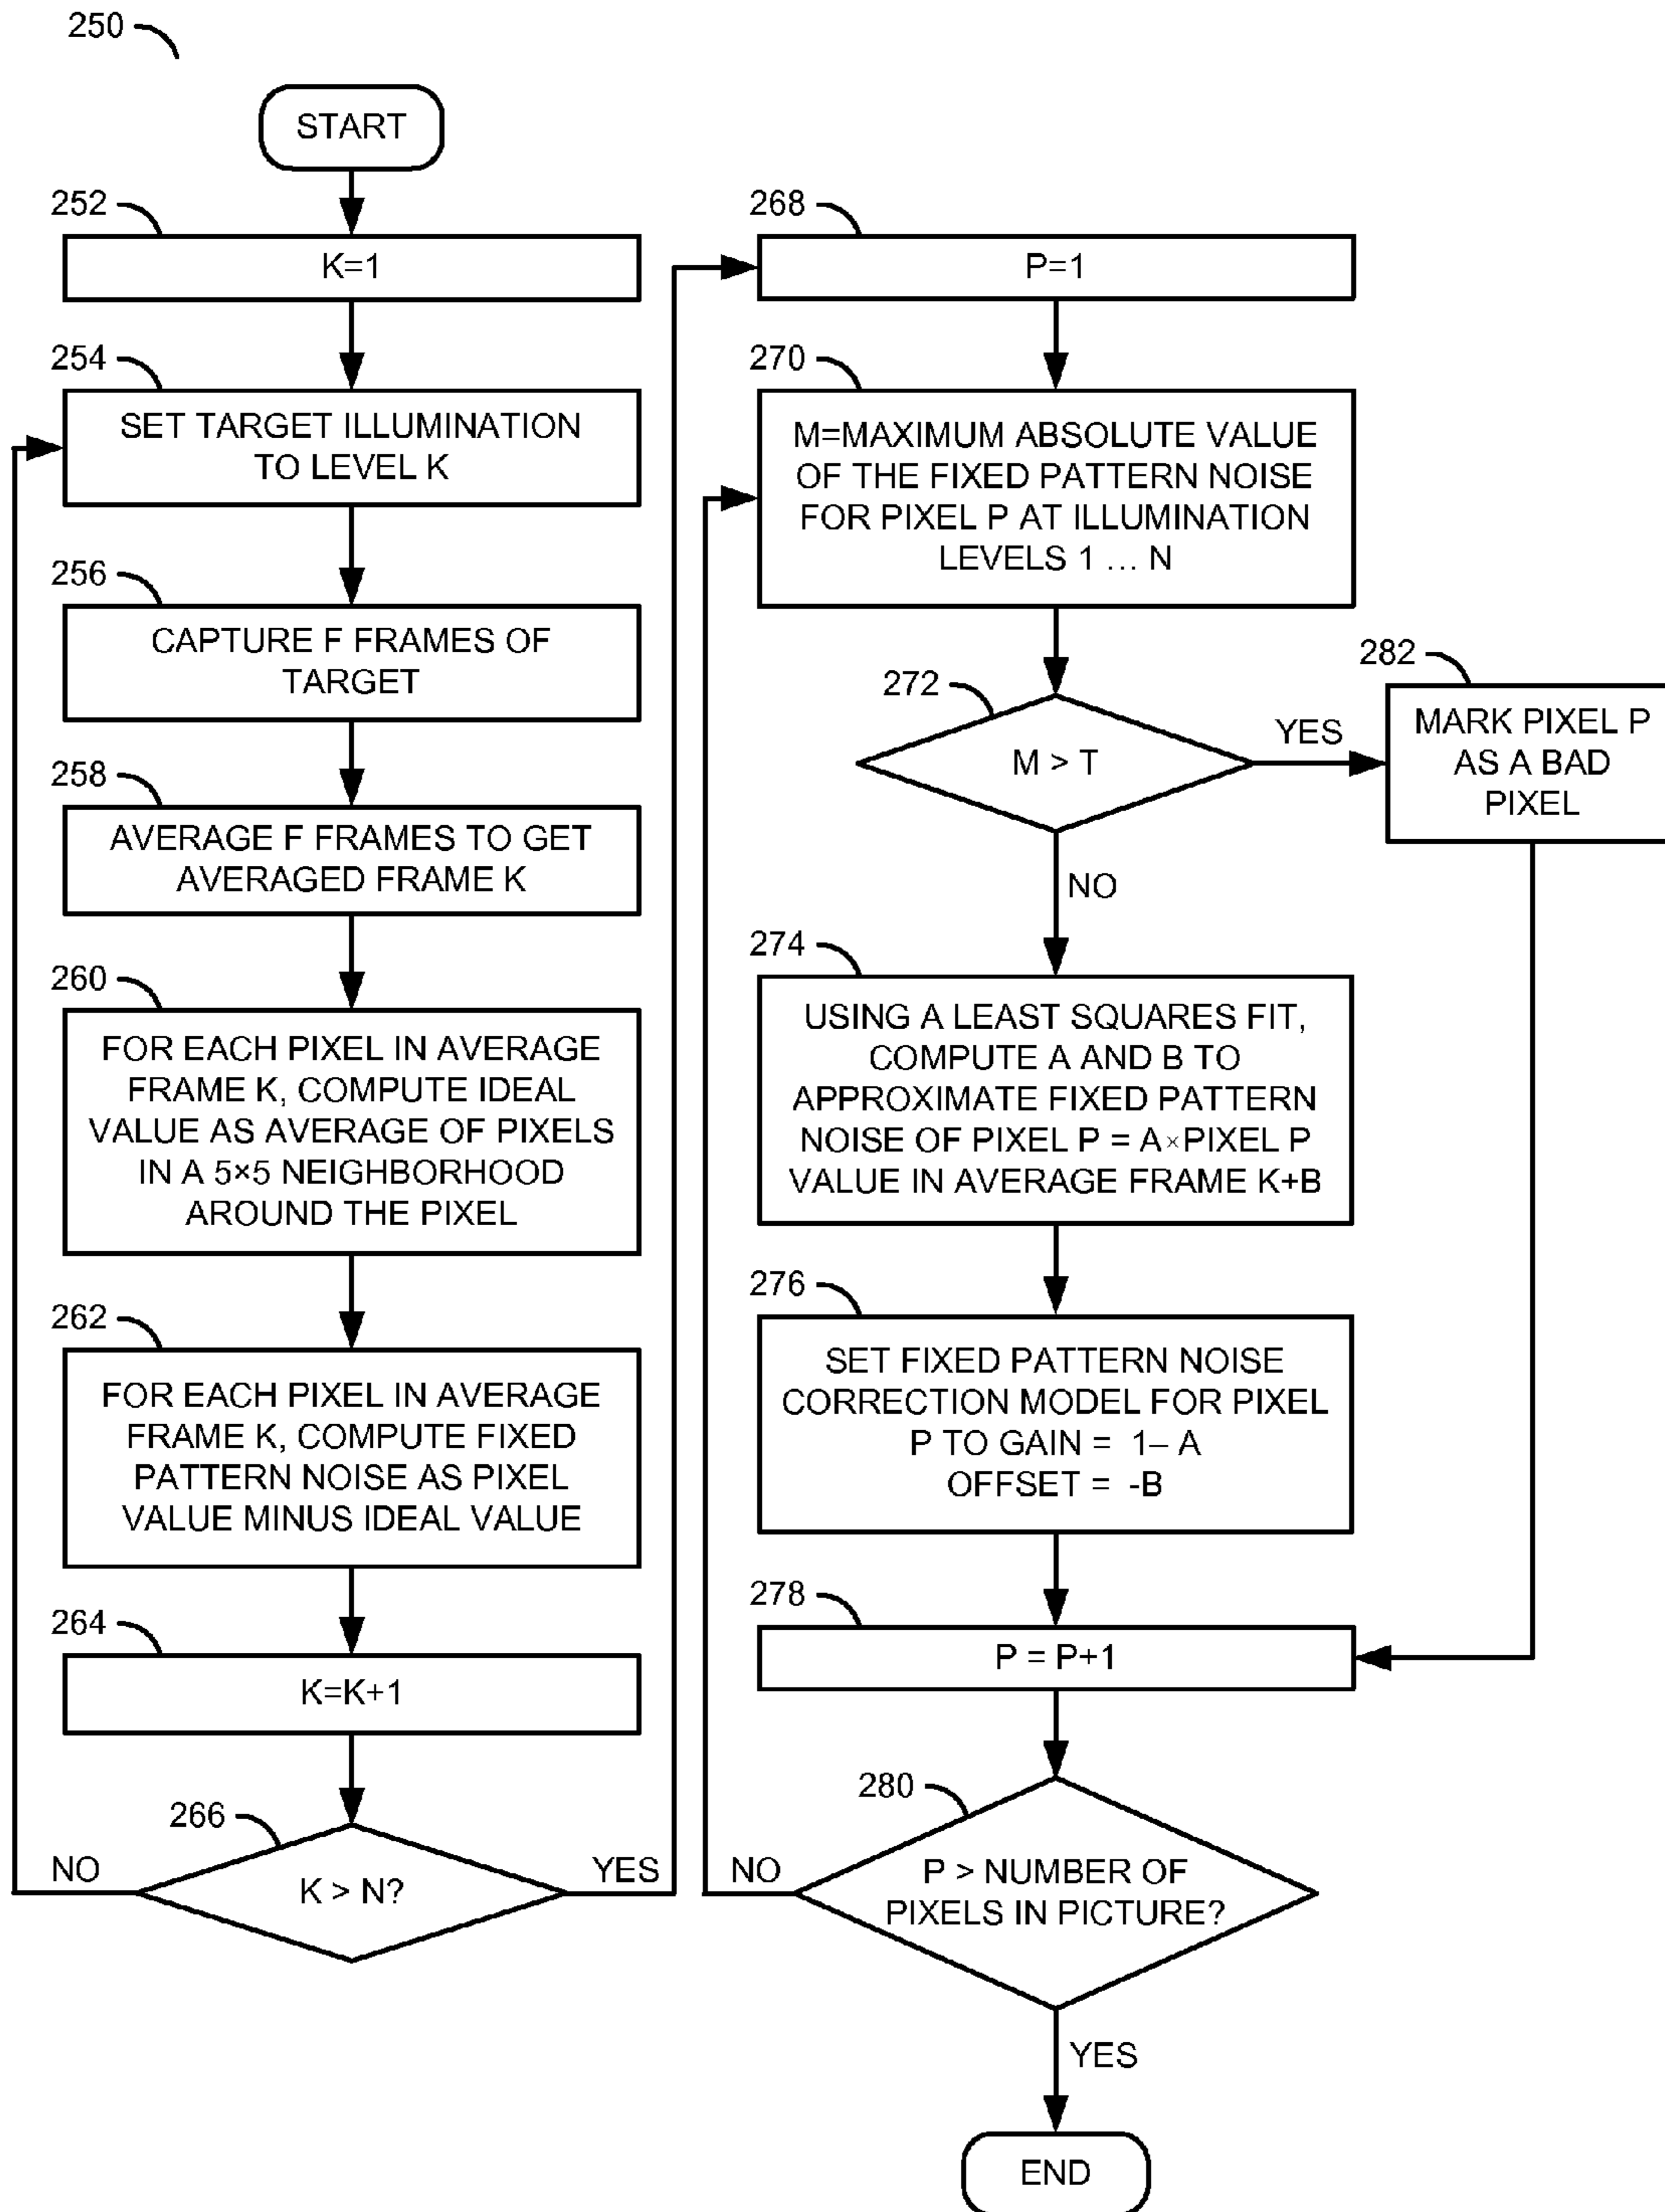 250
START
252
K=1
254
SET TARGET ILLUMINATION
TO LEVEL K
256
CAPTURE F FRAMES OF
TARGET
258
AVERAGE F FRAMES TO GET
AVERAGED FRAME K
260
FOR EACH PIXEL IN AVERAGE
FRAME K, COMPUTE IDEAL
VALUE AS AVERAGE OF PIXELS
IN A 5×5 NEIGHBORHOOD
AROUND THE PIXEL
262
FOR EACH PIXEL IN AVERAGE
FRAME K, COMPUTE FIXED
PATTERN NOISE AS PIXEL
VALUE MINUS IDEAL VALUE
264
K=K+1
266
K > N?
NO
YES
268
P=1
270
M=MAXIMUM ABSOLUTE VALUE
OF THE FIXED PATTERN NOISE
FOR PIXEL P AT ILLUMINATION
LEVELS 1 ... N
272
M > T
YES
282
MARK PIXEL P
AS A BAD
PIXEL
NO
274
USING A LEAST SQUARES FIT,
COMPUTE A AND B TO
APPROXIMATE FIXED PATTERN
NOISE OF PIXEL P = A×PIXEL P
VALUE IN AVERAGE FRAME K+B
276
SET FIXED PATTERN NOISE
CORRECTION MODEL FOR PIXEL
P TO GAIN = 1– A
OFFSET = -B
278
P = P+1
280
P > NUMBER OF
PIXELS IN PICTURE?
NO
YES
END